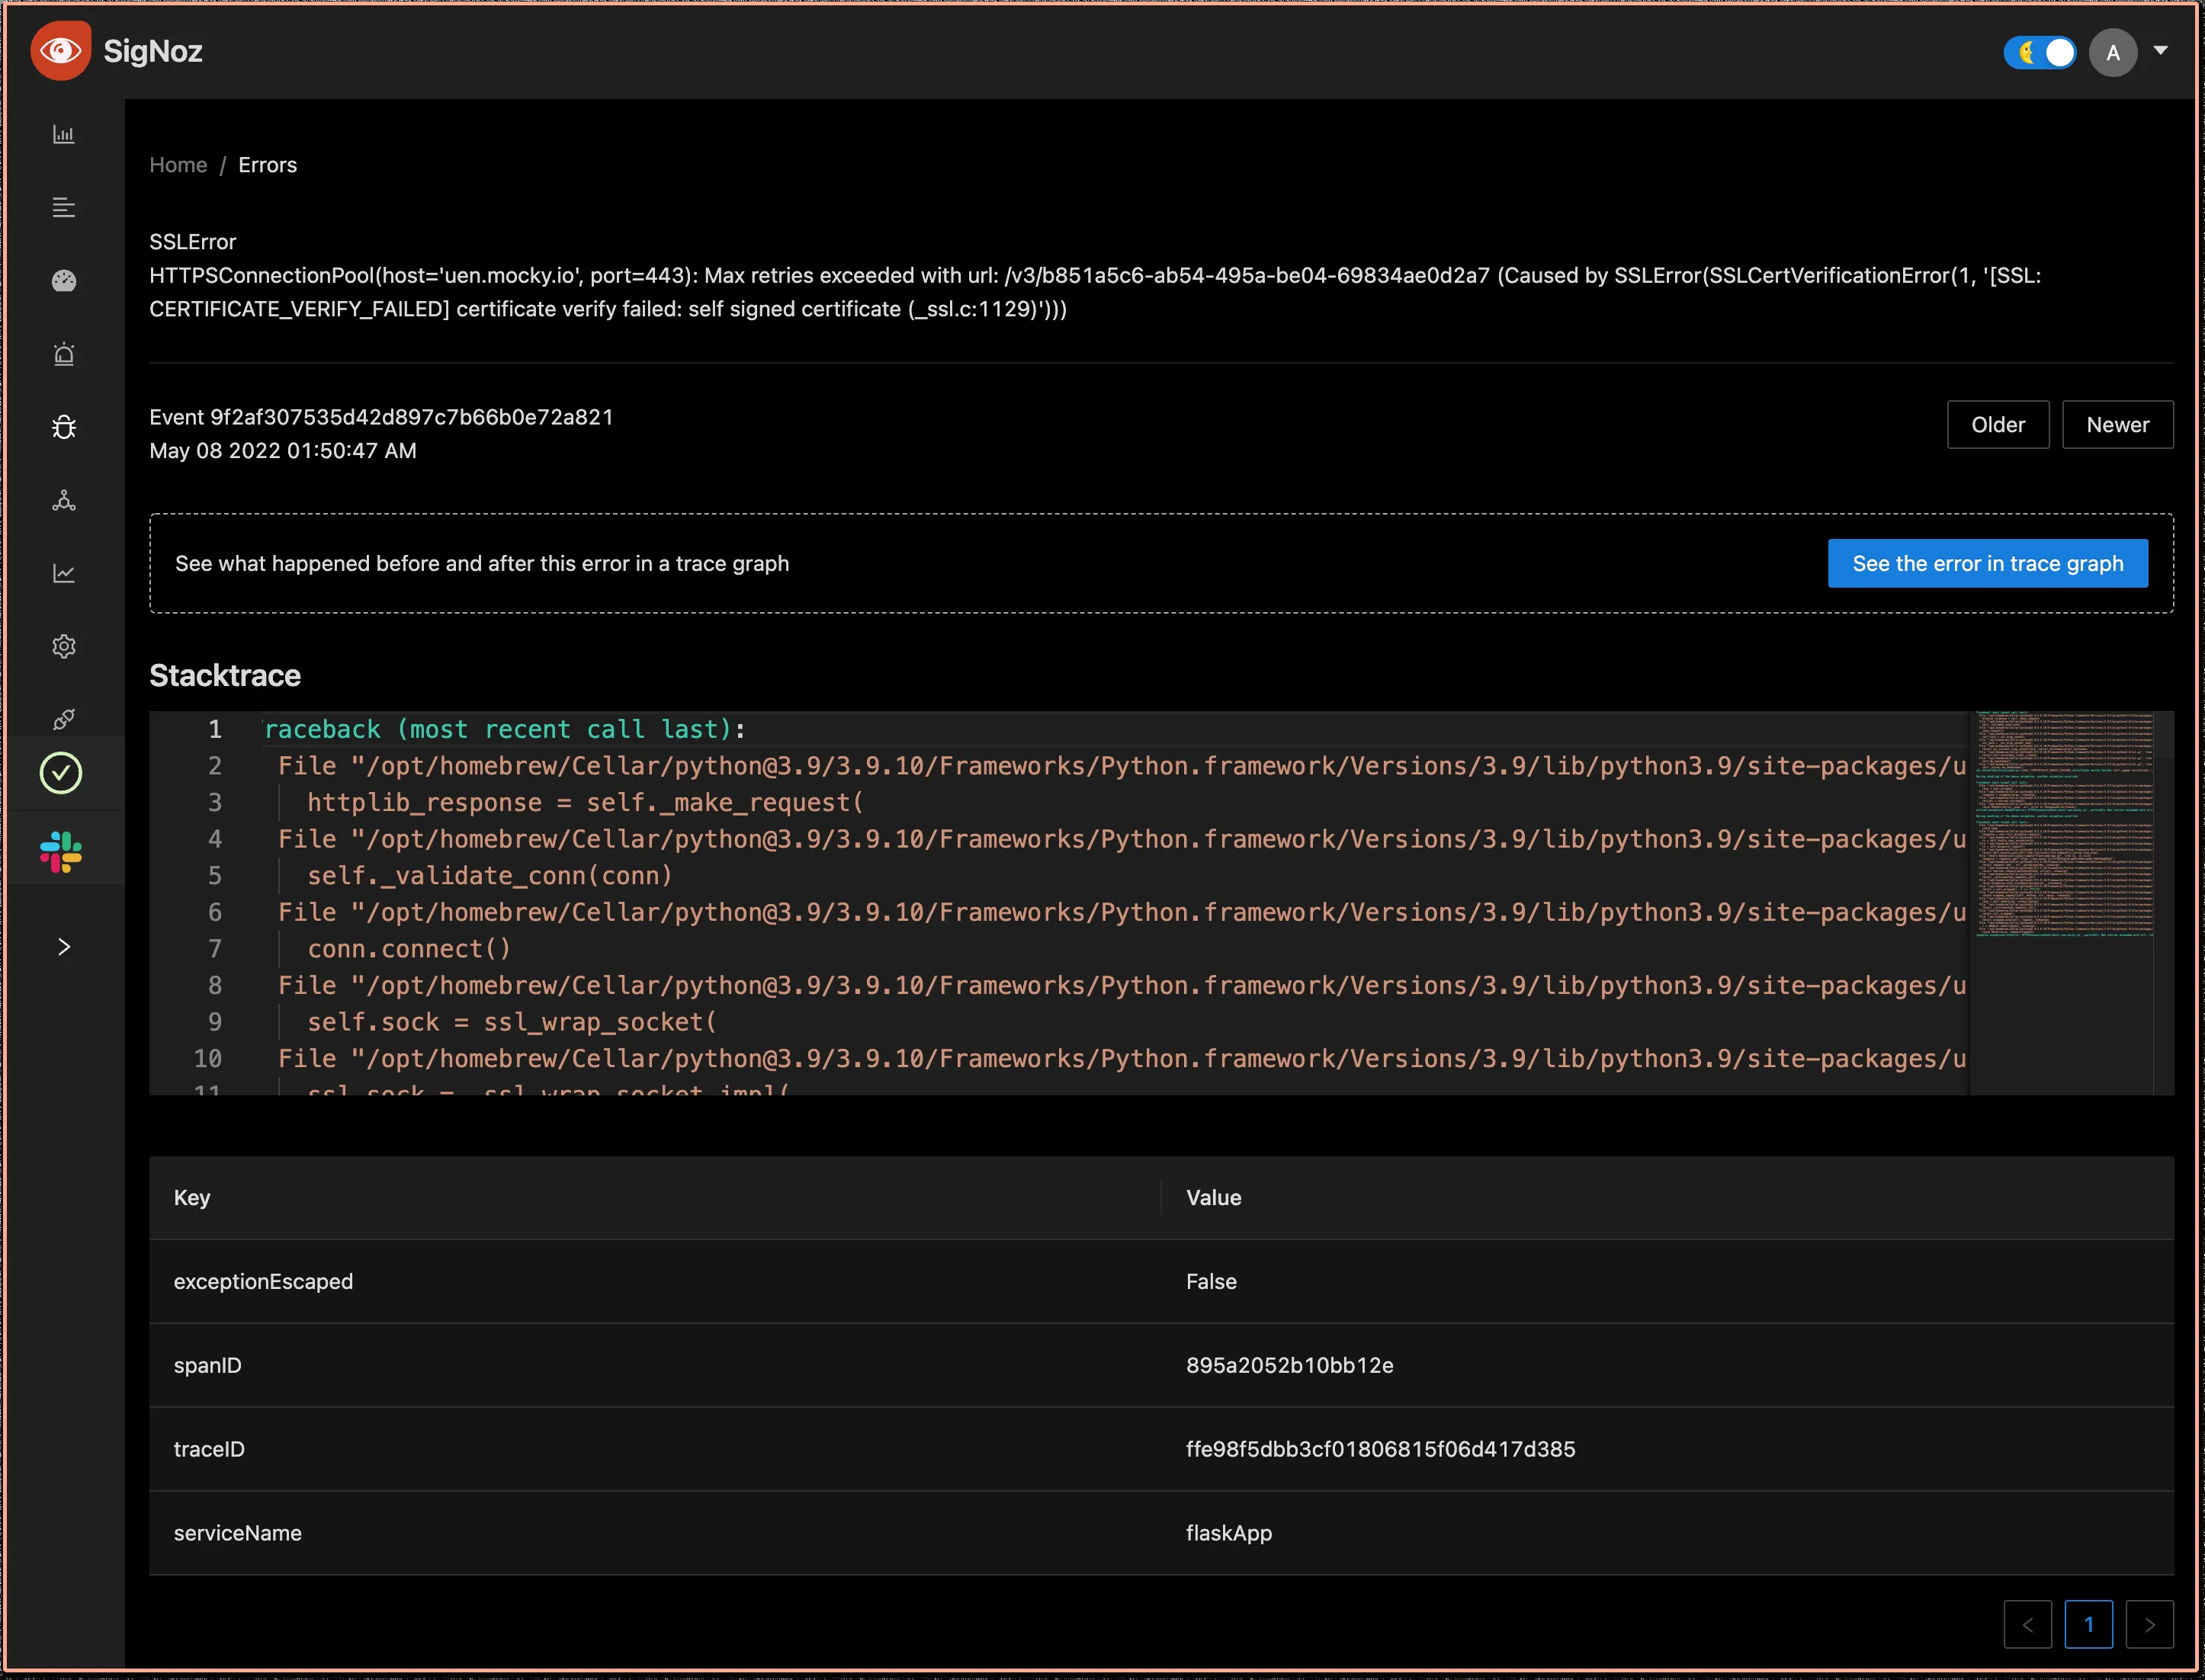 SigNoz
A
Home / Errors
SSLError
HTTPSConnectionPool(host='uen.mocky.io', port=443): Max retries exceeded with url: /v3/b851a5c6-ab54-495a-be04-69834ae0d2a7 (Caused by SSLError(SSLCertVerificationError(1, '[SSL:
CERTIFICATE_VERIFY_FAILED] certificate verify failed: self signed certificate (_ssl.c:1129)')))
Event 9f2af307535d42d897c7b66b0e72a821
Older Newer
May 08 2022 01:50:47 AM
See what happened before and after this error in a trace graph
See the error in trace graph
Stacktrace
1 raceback (most recent call last):
2 File "/opt/homebrew/Cellar/python@3.9/3.9.10/Frameworks/Python.framework/Versions/3.9/lib/python3.9/site-packages/u
3 httplib_response = self._make_request(
4 File "/opt/homebrew/Cellar/python@3.9/3.9.10/Frameworks/Python.framework/Versions/3.9/lib/python3.9/site-packages/u
5 self._validate_conn(conn)
6 File "/opt/homebrew/Cellar/python@3.9/3.9.10/Frameworks/Python.framework/Versions/3.9/lib/python3.9/site-packages/u
7 conn.connect()
8 File "/opt/homebrew/Cellar/python@3.9/3.9.10/Frameworks/Python.framework/Versions/3.9/lib/python3.9/site-packages/u
9 self.sock = ssl_wrap_socket(
10 File "/opt/homebrew/Cellar/python@3.9/3.9.10/Frameworks/Python.framework/Versions/3.9/lib/python3.9/site-packages/u
11 ssl_sock = _ssl_wrap_socket_impl(
Key Value
exceptionEscaped False
spanID 895a2052b10bb12e
traceID ffe98f5dbb3cf01806815f06d417d385
serviceName flaskApp
< 1 >